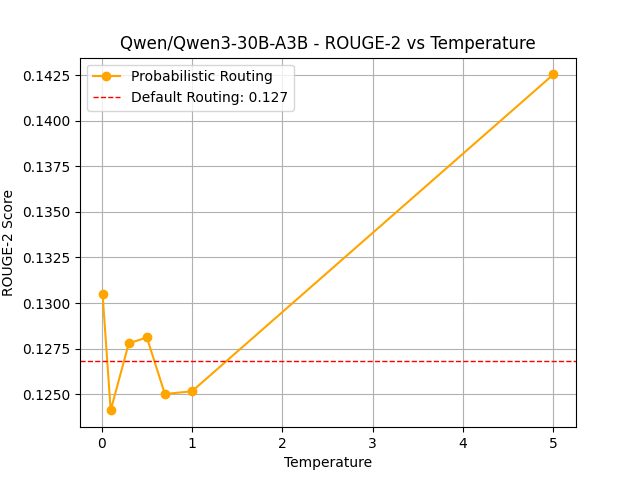 Qwen/Qwen3-30B-A3B - ROUGE-2 vs Temperature
Probabilistic Routing
Default Routing: 0.127
ROUGE-2 Score
0.1425
0.1400
0.1375
0.1350
0.1325
0.1300
0.1275
0.1250
0 1 2 3 4 5
Temperature